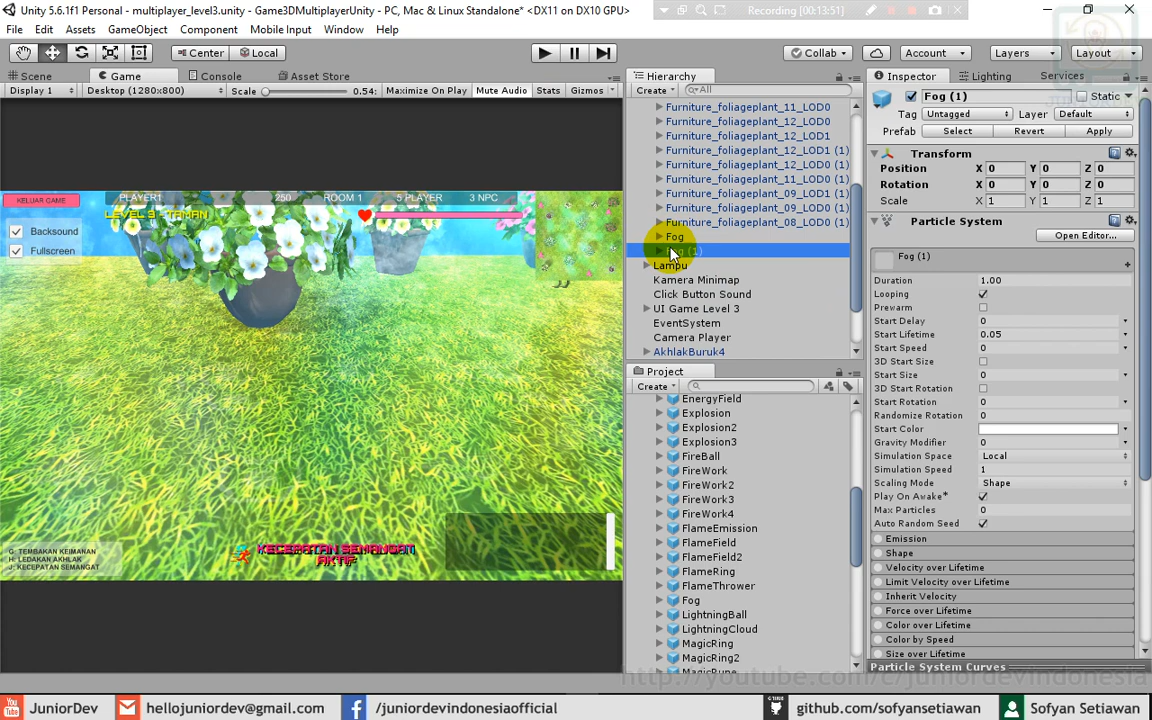 Unity 5.6.1f1 Personal - multiplayer_level3.unity - Game3DMultiplayerUnity - PC, Mac & Linux Standalone* <DX11 on DX10 GPU>
Recording [00:13:51]
File Edit Assets GameObject Component Mobile Input Window Help
Center Local Collab Account Layers Layout
Scene Game Console Asset Store
Display 1 Desktop (1280x800) Scale 0.54: Maximize On Play Mute Audio Stats Gizmos
KELUAR GAME
PLAYER1 250 ROOM 1 5 PLAYER 3 NPC
LEVEL 3 - TAMAN
Backsound
Fullscreen
G: TEMBAKAN KEIMANAN
H: LEDAKAN AKHLAK
J: KECEPATAN SEMANGAT
KECEPATAN SEMANGAT
AKTIF
Hierarchy
Create All
Furniture_foliageplant_11_LOD0
Furniture_foliageplant_12_LOD0
Furniture_foliageplant_12_LOD1
Furniture_foliageplant_12_LOD1 (1)
Furniture_foliageplant_12_LOD0 (1)
Furniture_foliageplant_11_LOD0 (1)
Furniture_foliageplant_09_LOD1 (1)
Furniture_foliageplant_09_LOD0 (1)
Furniture_foliageplant_08_LOD0 (1)
Fog
Fog (1)
Lampu
Kamera Minimap
Click Button Sound
UI Game Level 3
EventSystem
Camera Player
AkhlakBuruk4
Project
Create
EnergyField
Explosion
Explosion2
Explosion3
FireBall
FireWork
FireWork2
FireWork3
FireWork4
FlameEmission
FlameField
FlameField2
FlameRing
FlameThrower
Fog
LightningBall
LightningCloud
MagicRing
MagicRing2
MagicRune
Inspector Lighting Services
Fog (1) Static
Tag Untagged Layer Default
Prefab Select Revert Apply
Transform
Position X 0 Y 0 Z 0
Rotation X 0 Y 0 Z 0
Scale X 1 Y 1 Z 1
Particle System
Open Editor...
Fog (1)
Duration 1.00
Looping
Prewarm
Start Delay 0
Start Lifetime 0.05
Start Speed 0
3D Start Size
Start Size 0
3D Start Rotation
Start Rotation 0
Randomize Rotation 0
Start Color
Gravity Modifier 0
Simulation Space Local
Simulation Speed 1
Scaling Mode Shape
Play On Awake*
Max Particles 0
Auto Random Seed
Emission
Shape
Velocity over Lifetime
Limit Velocity over Lifetime
Inherit Velocity
Force over Lifetime
Color over Lifetime
Color by Speed
Size over Lifetime
Particle System Curves
http://youtube.com/c/juniordevindonesia
JuniorDev hellojuniordev@gmail.com /juniordevindonesiaofficial github.com/sofyansetiawan Sofyan Setiawan